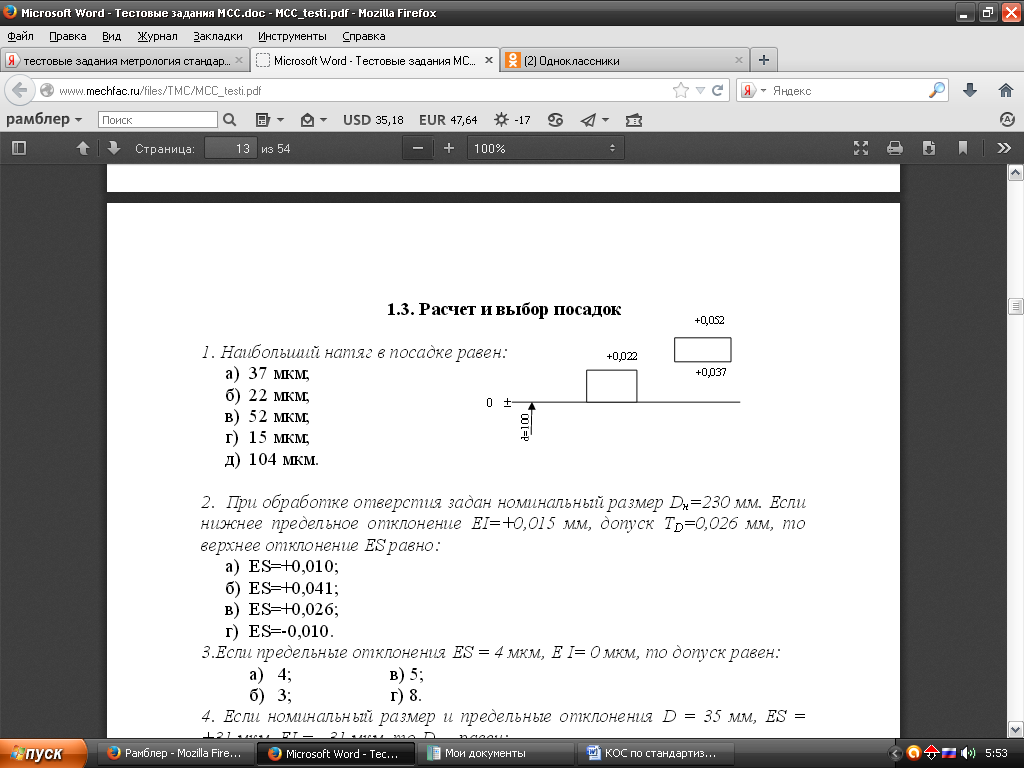 Microsoft Word - Тестовые задания МСС.doc - MCC_testi.pdf - Mozilla Firefox
Файл Правка Вид Журнал Закладки Инструменты Справка
тестовые задания метрология стандар... Microsoft Word - Тестовые задания МС... (2) Одноклассники
www.mechfac.ru/files/TMC/MCC_testi.pdf Яндекс
рамблер Поиск USD 35,18 EUR 47,64 -17
Страница: 13 из 54 100%
1.3. Расчет и выбор посадок
+0,052
1. Наибольший натяг в посадке равен:
+0,022
а) 37 мкм;
+0,037
б) 22 мкм;
0 ±
в) 52 мкм;
d=100
г) 15 мкм;
д) 104 мкм.
2. При обработке отверстия задан номинальный размер Dн=230 мм. Если
нижнее предельное отклонение EI=+0,015 мм, допуск TD=0,026 мм, то
верхнее отклонение ES равно:
а) ES=+0,010;
б) ES=+0,041;
в) ES=+0,026;
г) ES=-0,010.
3.Если предельные отклонения ES = 4 мкм, E I= 0 мкм, то допуск равен:
а) 4; в) 5;
б) 3; г) 8.
4. Если номинальный размер и предельные отклонения D = 35 мм, ES =
пуск Рамблер - Mozilla Fire... Microsoft Word - Тес... Мои документы КОС по стандартиз... 5:53